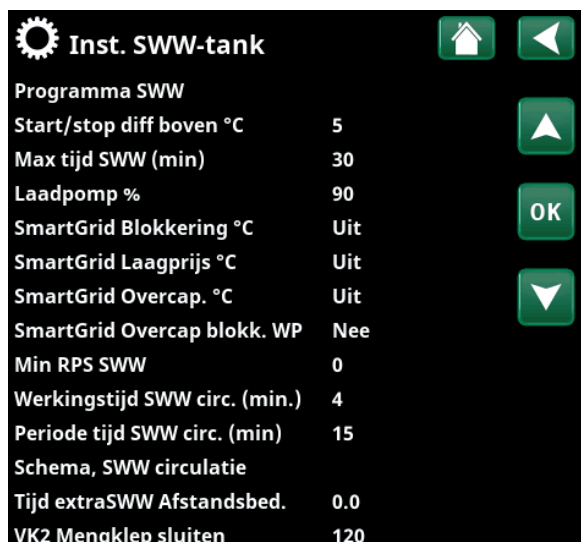 Inst. SWW-tank
Programma SWW
Start/stop diff boven °C 5
Max tijd SWW (min) 30
Laadpomp % 90
OK
SmartGrid Blokkering °C Uit
SmartGrid Laagprijs °C Uit
SmartGrid Overcap. °C Uit
SmartGrid Overcap blokk. WP Nee
Min RPS SWW 0
Werkingstijd SWW circ. (min.) 4
Periode tijd SWW circ. (min) 15
Schema, SWW circulatie
Tijd extraSWW Afstandsbed. 0.0
VK2 Mengklep sluiten 120